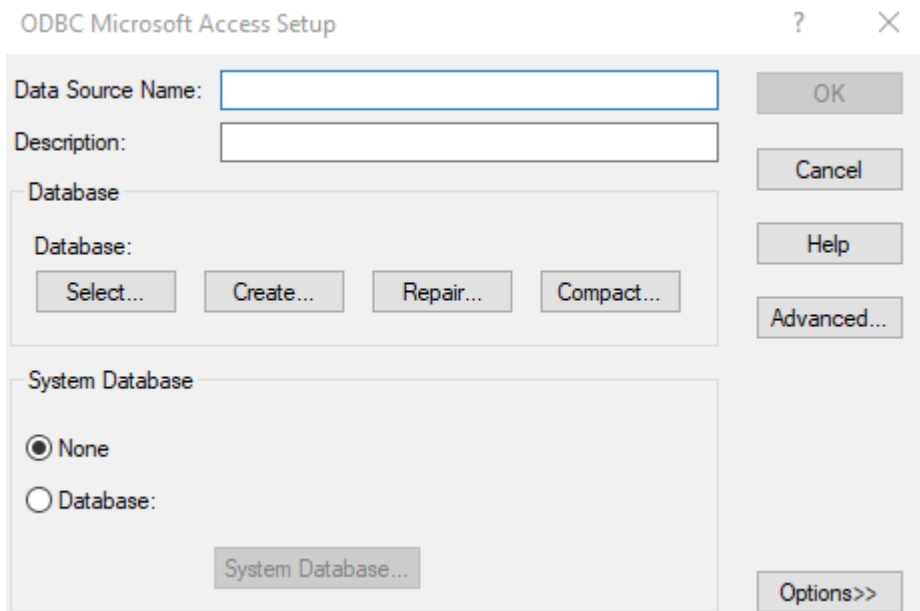 ODBC Microsoft Access Setup ?
Data Source Name:
OK
Description:
Cancel
Database
Database:
Help
Select... Create... Repair... Compact...
Advanced...
System Database
None
Database:
System Database...
Options>>